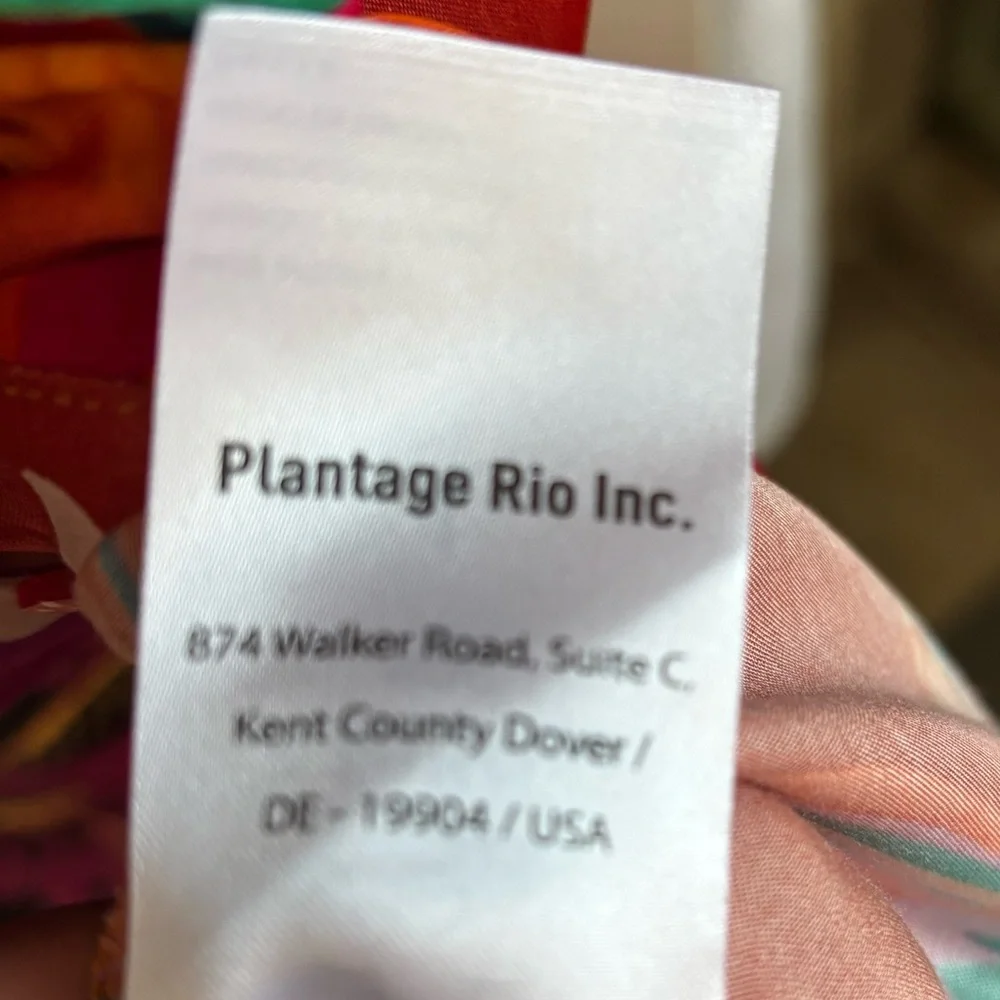 Plantage Rio Inc.
874 Walker Road, Suite C,
Kent County Dover /
DE - 19904 / USA